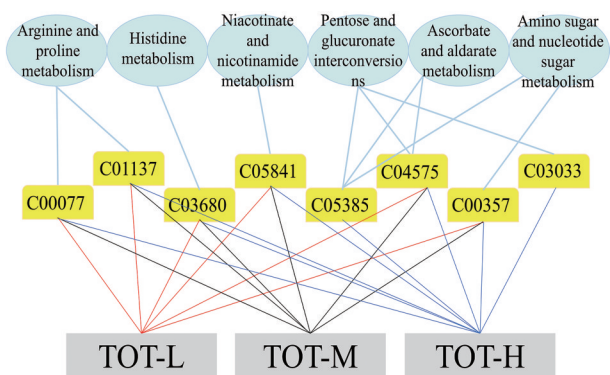 Arginine and
proline
metabolism
Histidine
metabolism
Niacotinate
and
nicotinamide
metabolism
Pentose and
glucuronate
interconversio
ns
Ascorbate
and aldarate
metabolism
Amino sugar
and nucleotide
sugar
metabolism
C01137
C05841
C04575
C03033
C00077
C03680
C05385
C00357
TOT-L
TOT-M
TOT-H